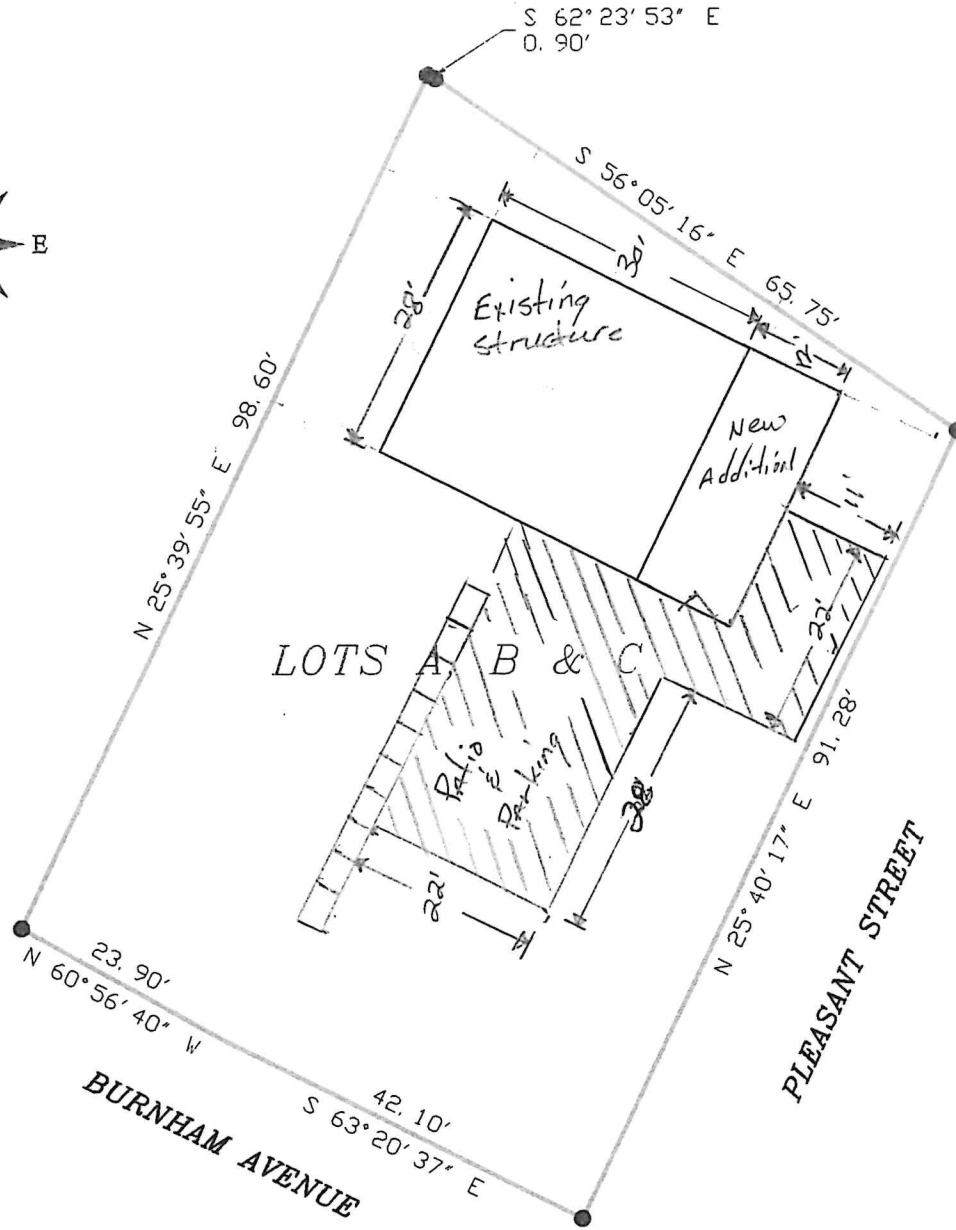 S 62° 23' 53" E
0.90'
S 56° 05' 16" E 65.75'
E
30'
12'
28'
Existing
structure
New
Addition
11'
22'
N 25° 39' 55" E 98.60'
LOTS A B & C
Patio
&
Parking
38'
22'
N 25° 40' 17" E 91.28'
PLEASANT STREET
23.90'
N 60° 56' 40" W
42.10'
S 63° 20' 37" E
BURNHAM AVENUE